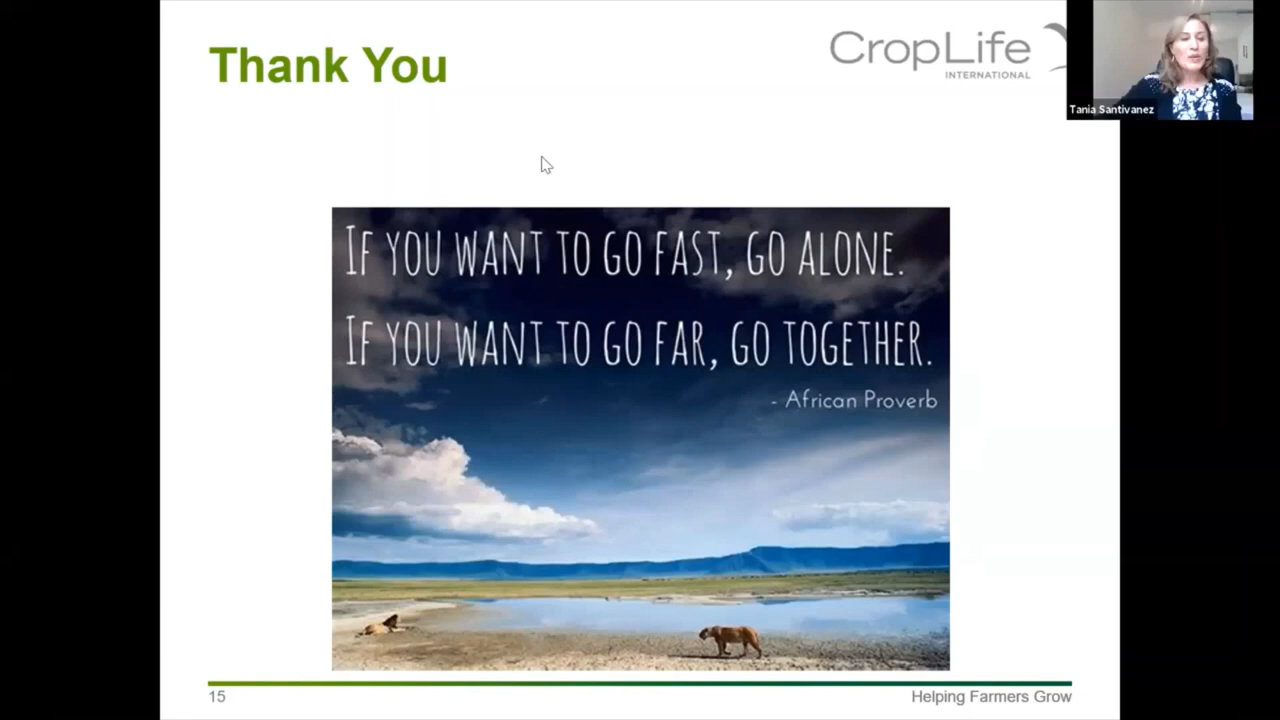 Thank You
CropLife
INTERNATIONAL
Tania Santivanez
IF YOU WANT TO GO FAST, GO ALONE.
IF YOU WANT TO GO FAR, GO TOGETHER.
- African Proverb
15
Helping Farmers Grow